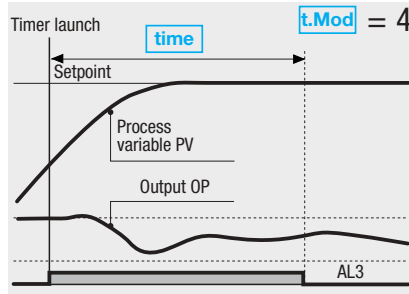 Timer launch
t.Mod = 4
time
Setpoint
Process
variable PV
Output OP
AL3